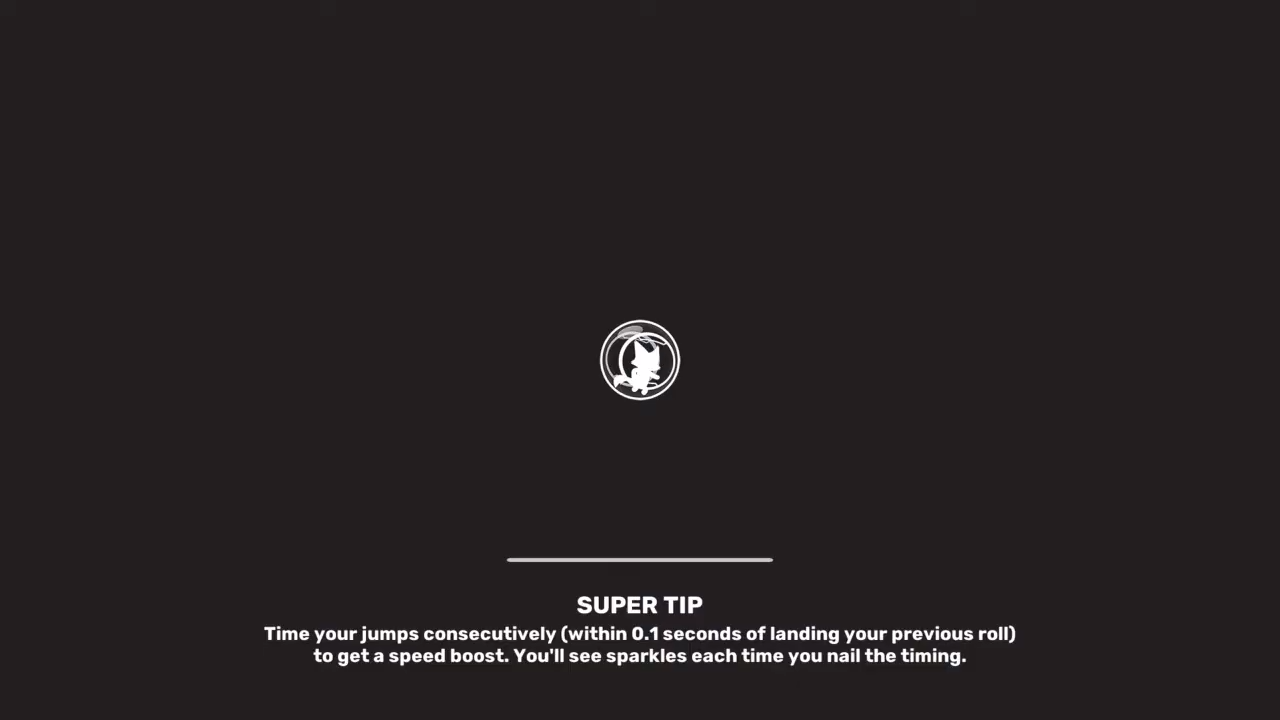 SUPER TIP
Time your jumps consecutively (within 0.1 seconds of landing your previous roll)
to get a speed boost. You'll see sparkles each time you nail the timing.